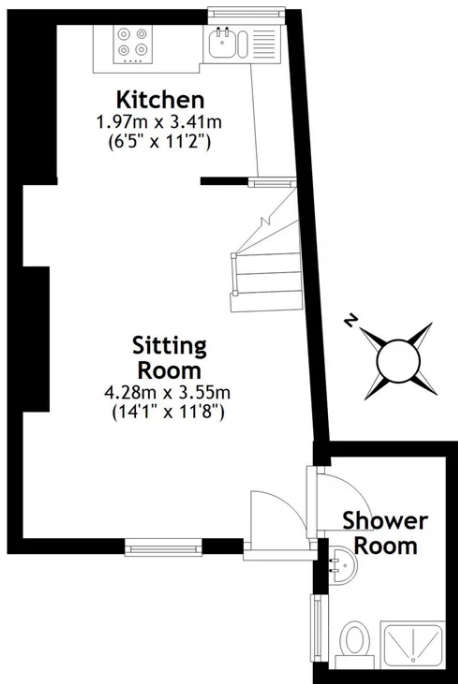 Kitchen
1.97m x 3.41m
(6'5" x 11'2")
Sitting
Room
4.28m x 3.55m
(14'1" x 11'8")
N
Shower
Room